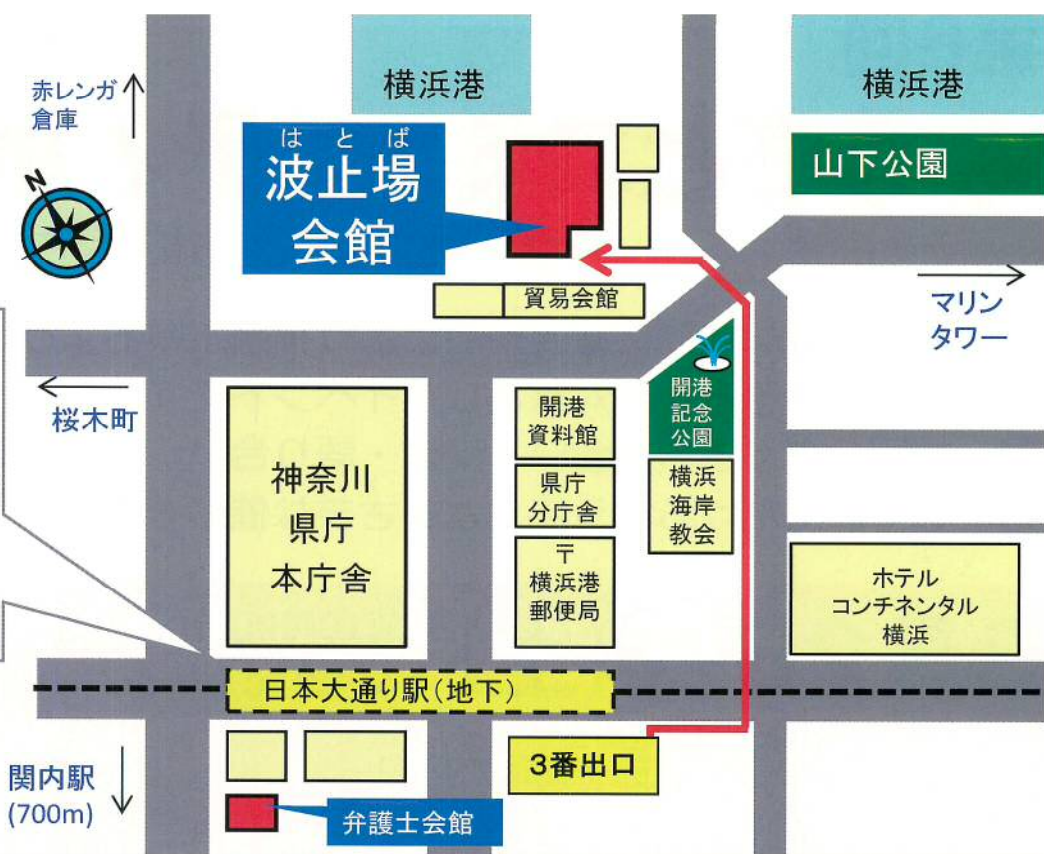 横浜港
横浜港
赤レンガ
倉庫
はとば
波止場
会館
山下公園
N
貿易会館
マリン
タワー
桜木町
開港
記念
公園
開港
資料館
神奈川
県庁
本庁舎
県庁
分庁舎
横浜
海岸
教会
〒
横浜港
郵便局
ホテル
コンチネンタル
横浜
日本大通り駅(地下)
3番出口
関内駅
(700m)
弁護士会館